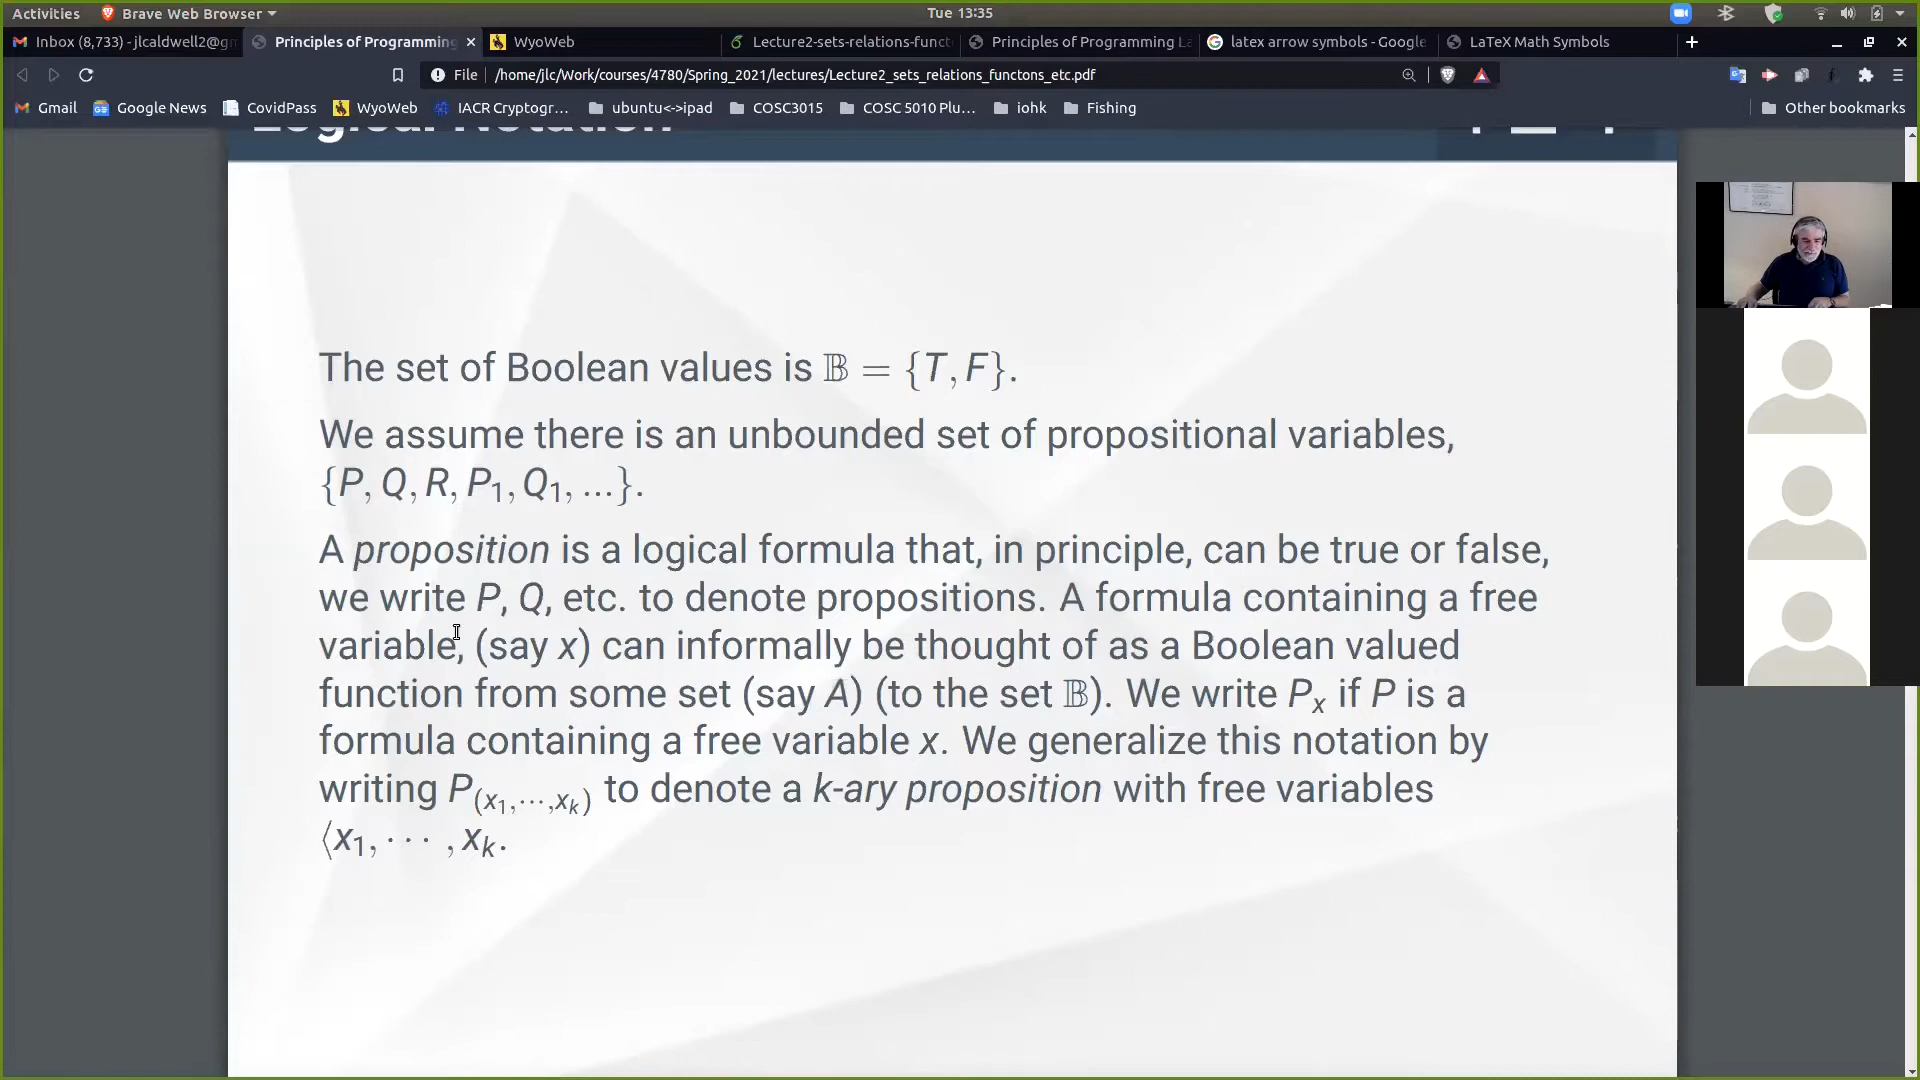 Activities Brave Web Browser Tue 13:35
Inbox (8,733) - jlcaldwell2@gm Principles of Programming WyoWeb Lecture2-sets-relations-funct Principles of Programming La latex arrow symbols - Google LaTeX Math Symbols
File /home/jlc/Work/courses/4780/Spring_2021/lectures/Lecture2_sets_relations_functons_etc.pdf
Gmail Google News CovidPass WyoWeb IACR Cryptogr... ubuntu<->ipad COSC3015 COSC 5010 Plu... iohk Fishing Other bookmarks
Logical Notation
The set of Boolean values is 𝔹 = {T, F}.
We assume there is an unbounded set of propositional variables,
{P, Q, R, P₁, Q₁, ...}.
A proposition is a logical formula that, in principle, can be true or false,
we write P, Q, etc. to denote propositions. A formula containing a free
variable, (say x) can informally be thought of as a Boolean valued
function from some set (say A) (to the set 𝔹). We write Pₓ if P is a
formula containing a free variable x. We generalize this notation by
writing P₍ₓ₁,⋯,ₓₖ₎ to denote a k-ary proposition with free variables
⟨x₁, ⋯ , xₖ.